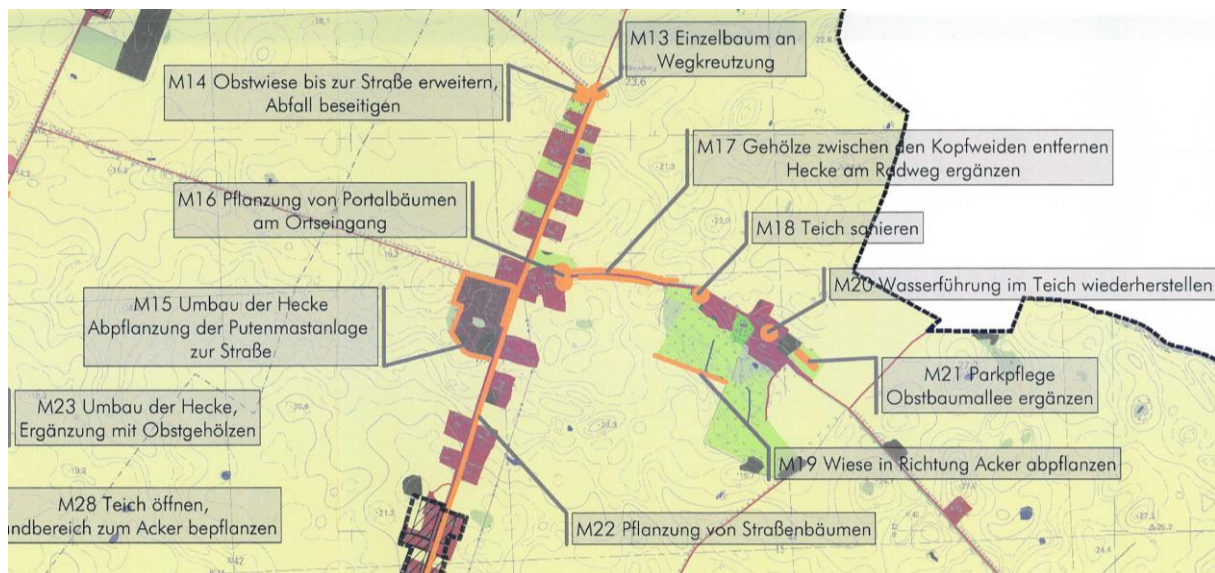 M13 Einzelbaum an
Wegkreutzung
M14 Obstwiese bis zur Straße erweitern,
Abfall beseitigen
M17 Gehölze zwischen den Kopfweiden entfernen
Hecke am Radweg ergänzen
M16 Pflanzung von Portalbäumen
am Ortseingang
M18 Teich sanieren
M20 Wasserführung im Teich wiederherstellen
M15 Umbau der Hecke
Abpflanzung der Putenmastanlage
zur Straße
M21 Parkpflege
Obstbaumallee ergänzen
M23 Umbau der Hecke,
Ergänzung mit Obstgehölzen
M19 Wiese in Richtung Acker abpflanzen
M28 Teich öffnen,
andbereich zum Acker bepflanzen
M22 Pflanzung von Straßenbäumen
23,6